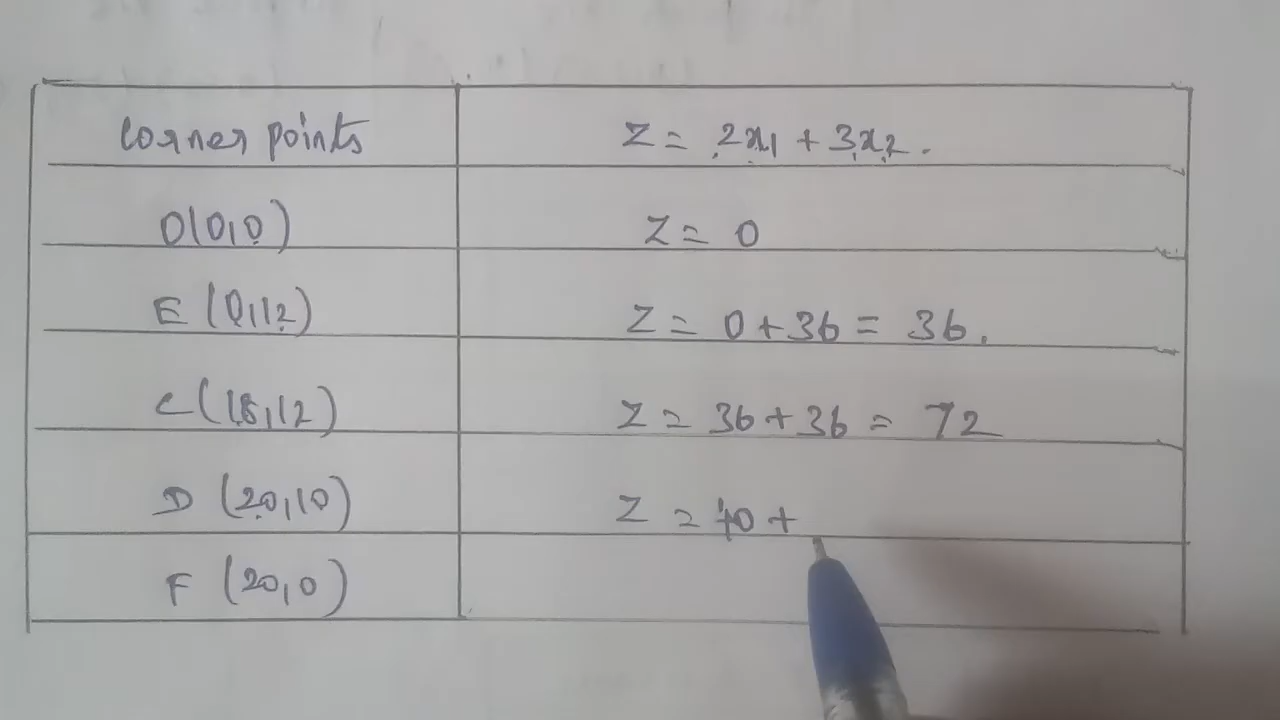 Corner points Z = 2x1 + 3x2.
O(0,0) Z = 0
E (0,12) Z = 0 + 36 = 36.
C (18,12) Z = 36 + 36 = 72
D (20,10) Z = 40 +
F (20,0)